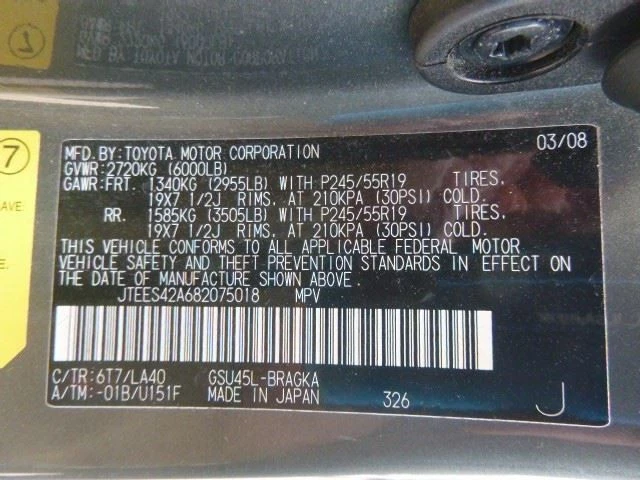 MFD. BY: TOYOTA MOTOR CORPORATION 03/08
GVWR: 2720KG (6000LB)
GAWR: FRT. 1340KG (2955LB) WITH P245/55R19 TIRES,
19X7 1/2J RIMS, AT 210KPA (30PSI) COLD.
RR. 1585KG (3505LB) WITH P245/55R19 TIRES,
19X7 1/2J RIMS, AT 210KPA (30PSI) COLD.
THIS VEHICLE CONFORMS TO ALL APPLICABLE FEDERAL MOTOR
VEHICLE SAFETY AND THEFT PREVENTION STANDARDS IN EFFECT ON
THE DATE OF MANUFACTURE SHOWN ABOVE.
JTEES42A682075018 MPV
C/TR: 6T7/LA40 GSU45L-BRAGKA
A/TM: -01B/U151F MADE IN JAPAN 326 J
7
AVE
E.